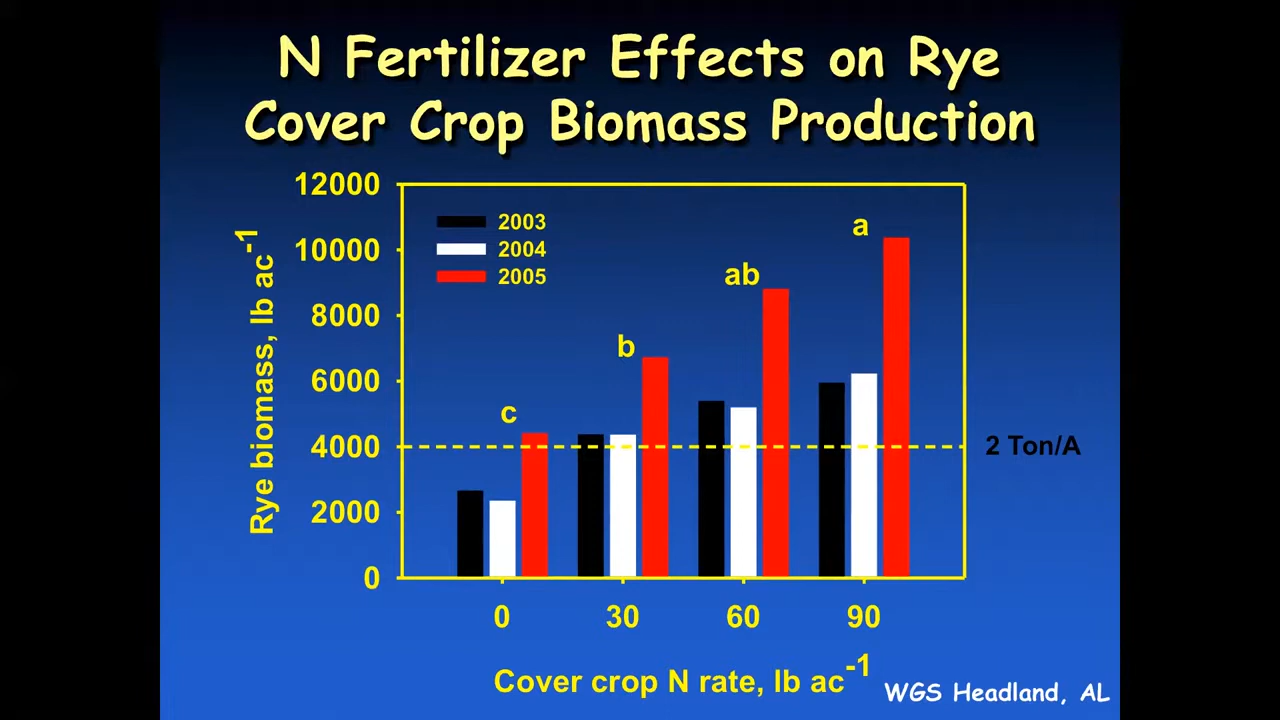 N Fertilizer Effects on Rye
Cover Crop Biomass Production
12000
10000
8000
6000
4000
2000
0
Rye biomass, lb ac-1
2003
2004
2005
c
b
ab
a
2 Ton/A
0 30 60 90
Cover crop N rate, lb ac-1
WGS Headland, AL